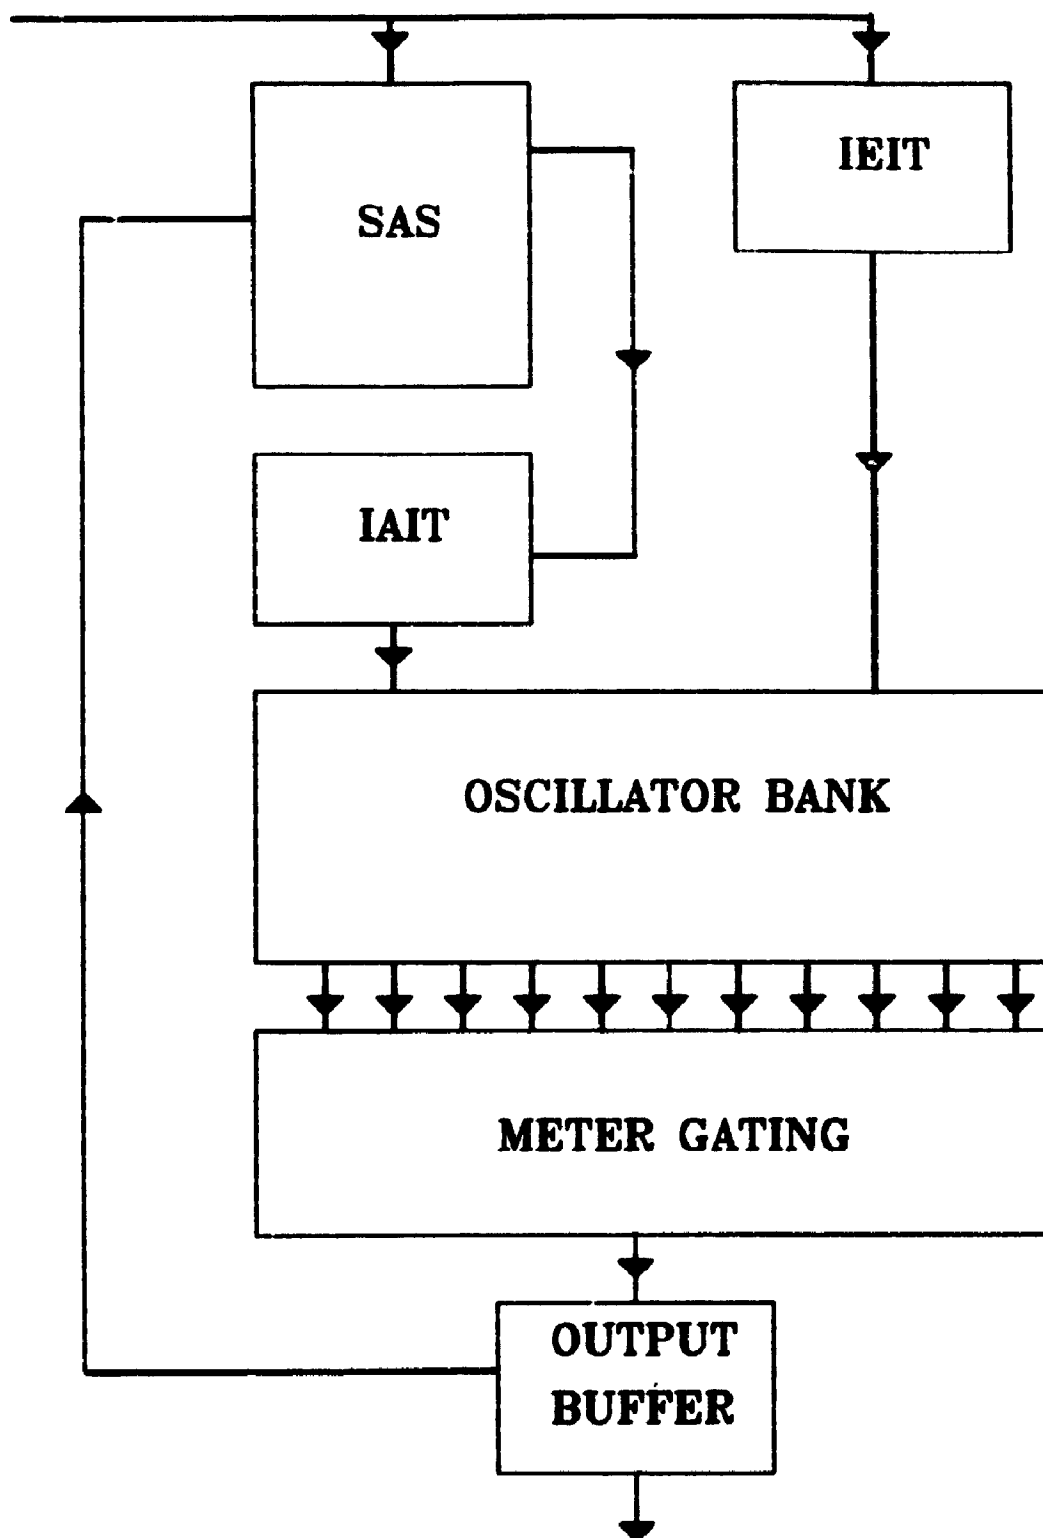 IEIT
SAS
IAIT
OSCILLATOR BANK
METER GATING
OUTPUT
BUFFER